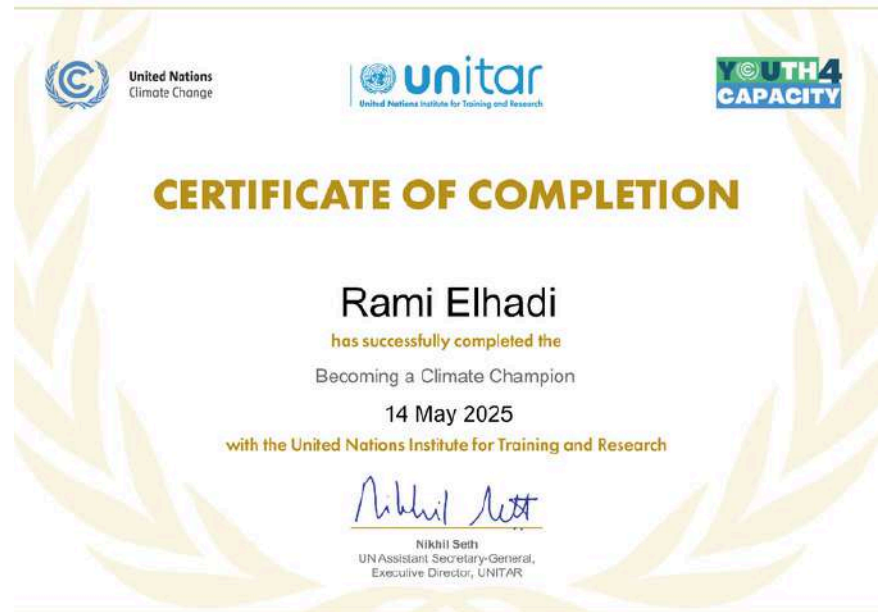 United Nations
Climate Change
unitar
United Nations Institute for Training and Research
YOUTH4
CAPACITY
CERTIFICATE OF COMPLETION
Rami Elhadi
has successfully completed the
Becoming a Climate Champion
14 May 2025
with the United Nations Institute for Training and Research
Nikhil Seth
Nikhil Seth
UN Assistant Secretary-General,
Executive Director, UNITAR